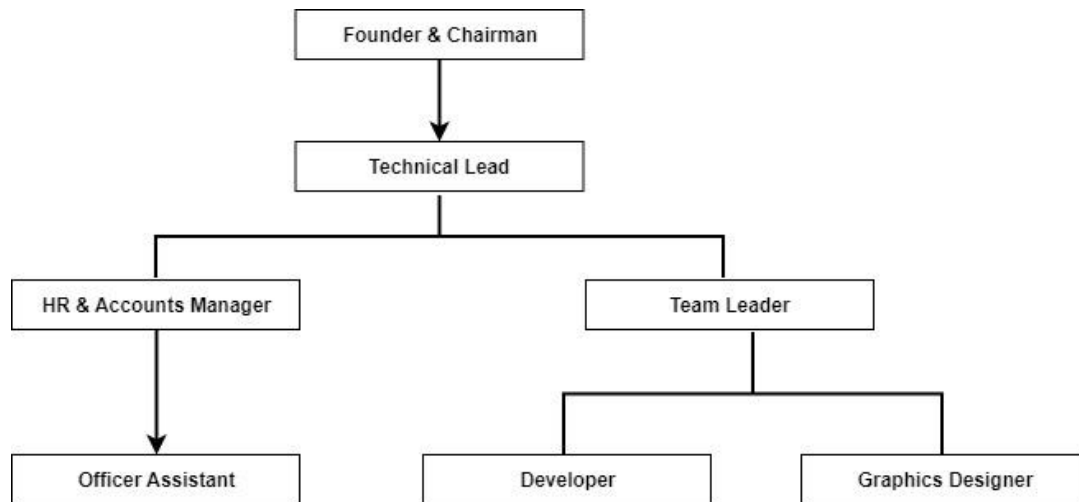 Founder & Chairman
Technical Lead
HR & Accounts Manager
Team Leader
Officer Assistant
Developer
Graphics Designer